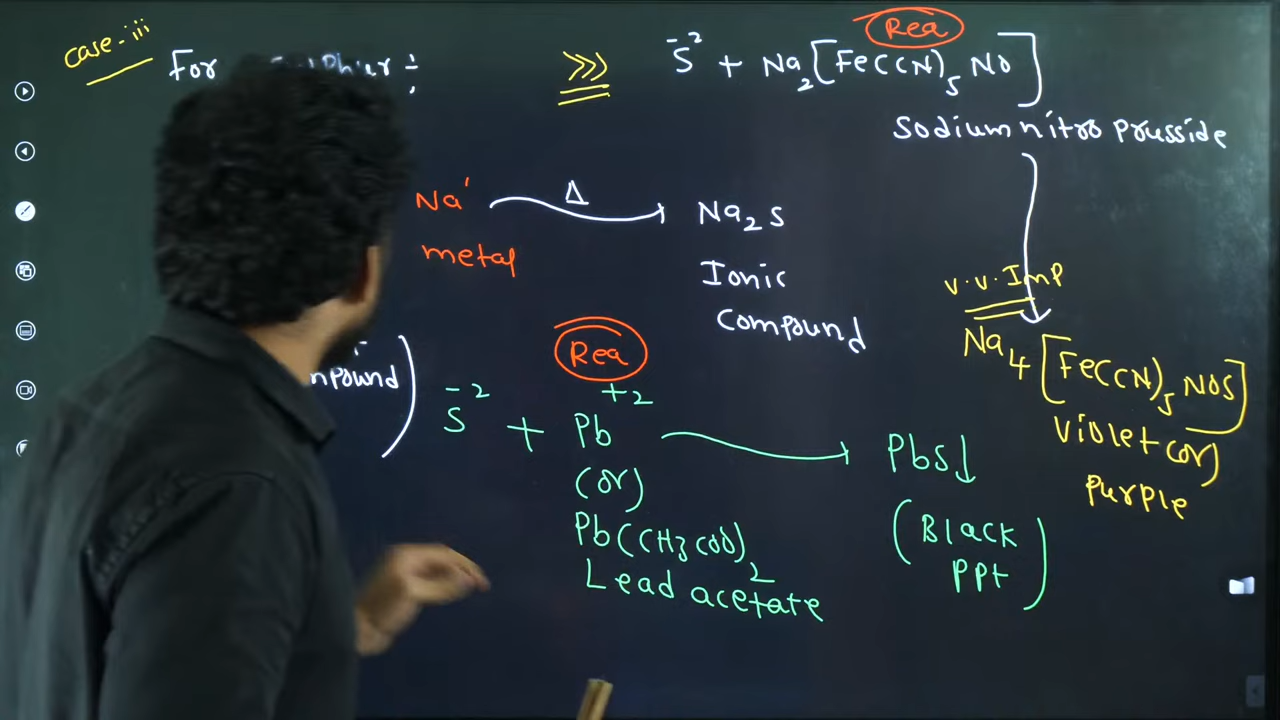 case-iii
For Sulphur :
S⁻² + Na₂[Fe(CN)₅NO]
Rea
Sodium nitro prusside
Na'
metal
Δ
Na₂S
Ionic
compound
v.v.Imp
Na₄[Fe(CN)₅NOS]
violet (or)
purple
Rea
S⁻² + Pb⁺² → PbS↓
(or)
Pb(CH3COO)₂
Lead acetate
(Black
ppt)